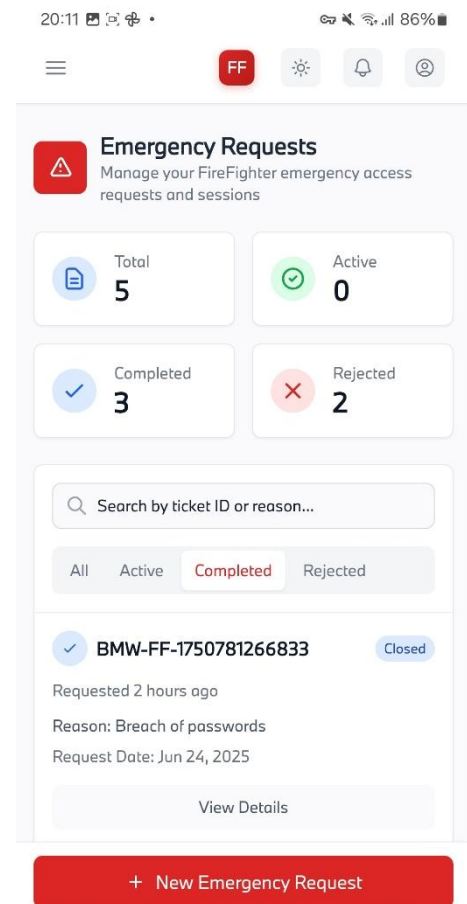 20:11
86%
FF
Emergency Requests
Manage your FireFighter emergency access
requests and sessions
Total
5
Active
0
Completed
3
Rejected
2
Search by ticket ID or reason...
All Active Completed Rejected
BMW-FF-1750781266833 Closed
Requested 2 hours ago
Reason: Breach of passwords
Request Date: Jun 24, 2025
View Details
+ New Emergency Request